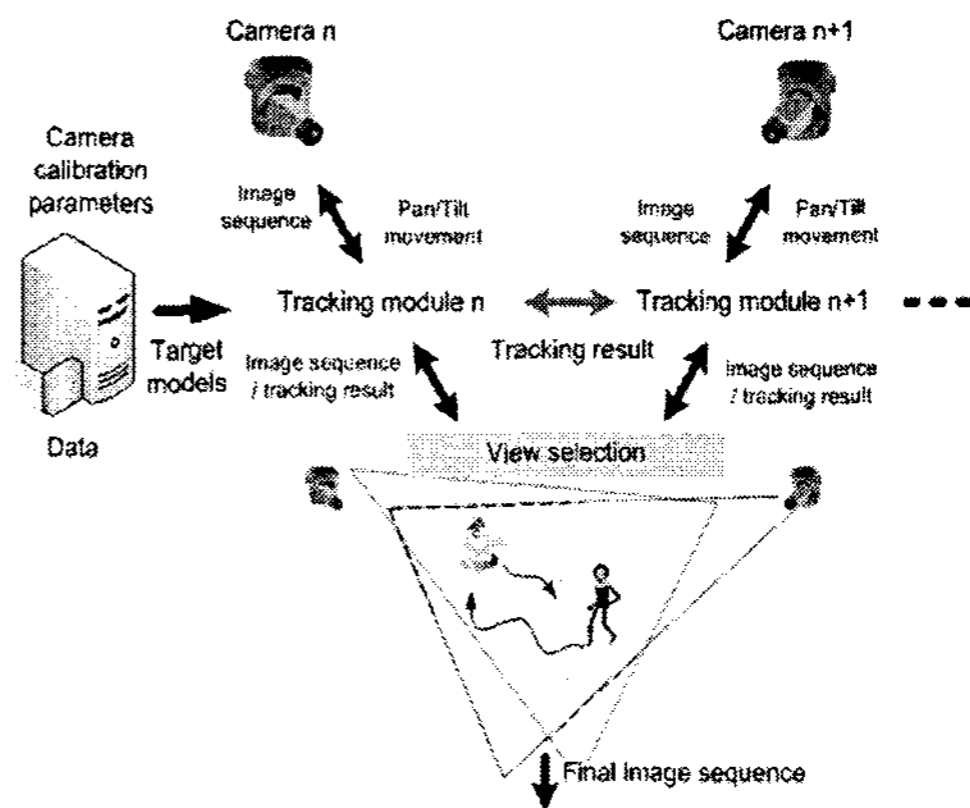 Camera n
Camera n+1
Camera
calibration
parameters
Image
sequence
Pan/Tilt
movement
Image
sequence
Pan/Tilt
movement
Tracking module n
Tracking module n+1
Target
models
Image sequence
/ tracking result
Tracking result
Image sequence
/ tracking result
Data
View selection
Final Image sequence